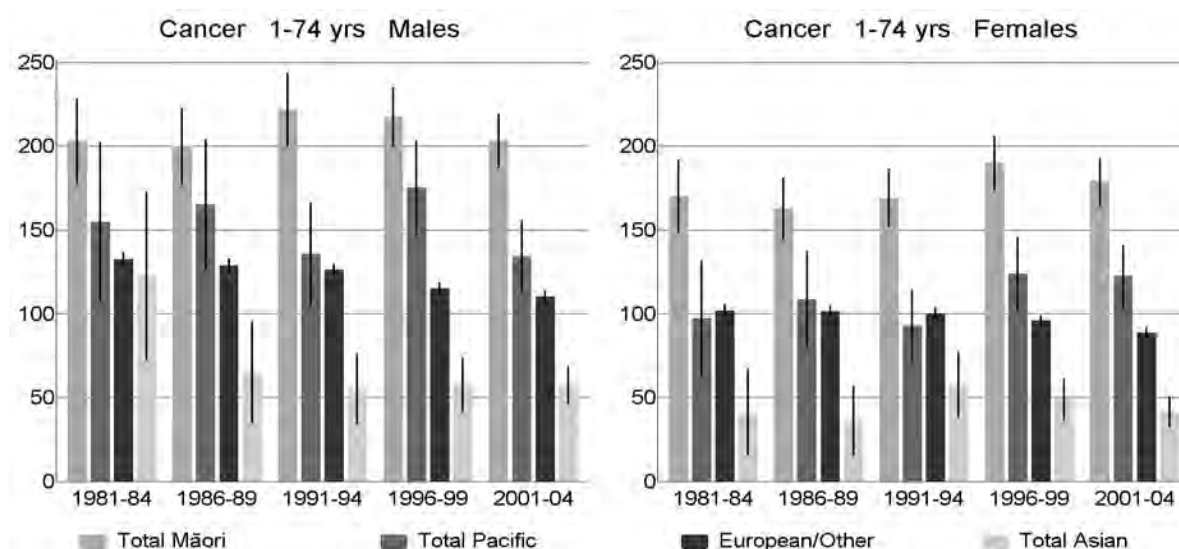 Cancer 1-74 yrs Males
250
200
150
100
50
0
1981-84 1986-89 1991-94 1996-99 2001-04
Cancer 1-74 yrs Females
250
200
150
100
50
0
1981-84 1986-89 1991-94 1996-99 2001-04
Total Māori Total Pacific European/Other Total Asian